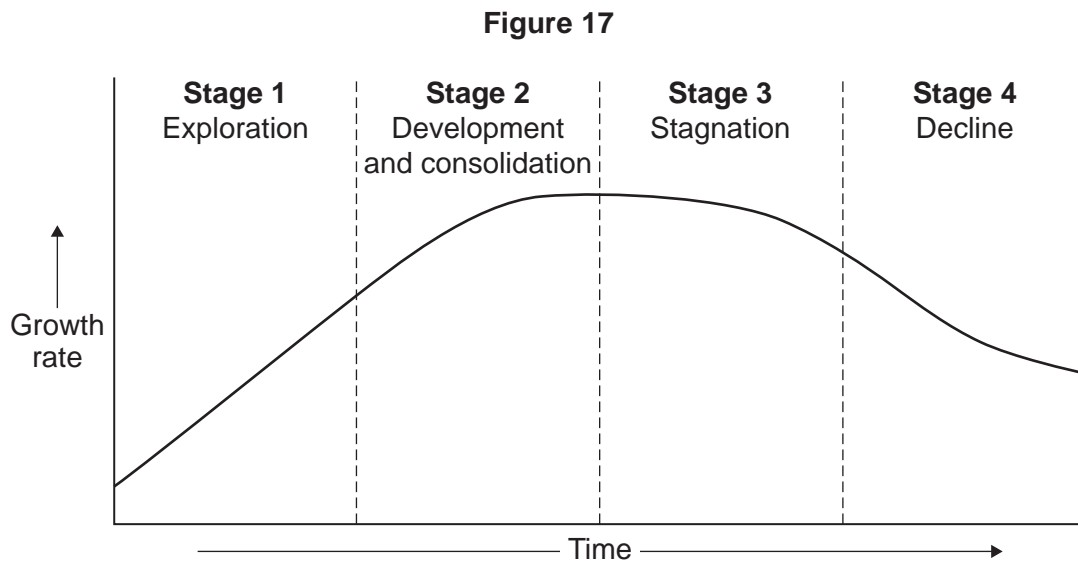 Figure 17
Stage 1
Exploration
Stage 2
Development
and consolidation
Stage 3
Stagnation
Stage 4
Decline
Growth
rate
Time